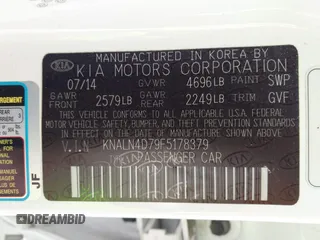 MANUFACTURED IN KOREA BY
KIA MOTORS CORPORATION
07/14 GVWR 4696LB PAINT SWP
GAWR FRONT 2579LB GAWR 2249LB TRIM GVF
THIS VEHICLE CONFORMS TO ALL APPLICABLE
FEDERAL MOTOR VEHICLE SAFETY, BUMPER,
AND THEFT PREVENTION STANDARDS IN EFFECT
ON THE DATE OF MANUFACTURE SHOWN ABOVE.
V.I.N KNALN4D79F5178379
PASSENGER CAR
JF
ARRIÈRE
3
DREAMBID